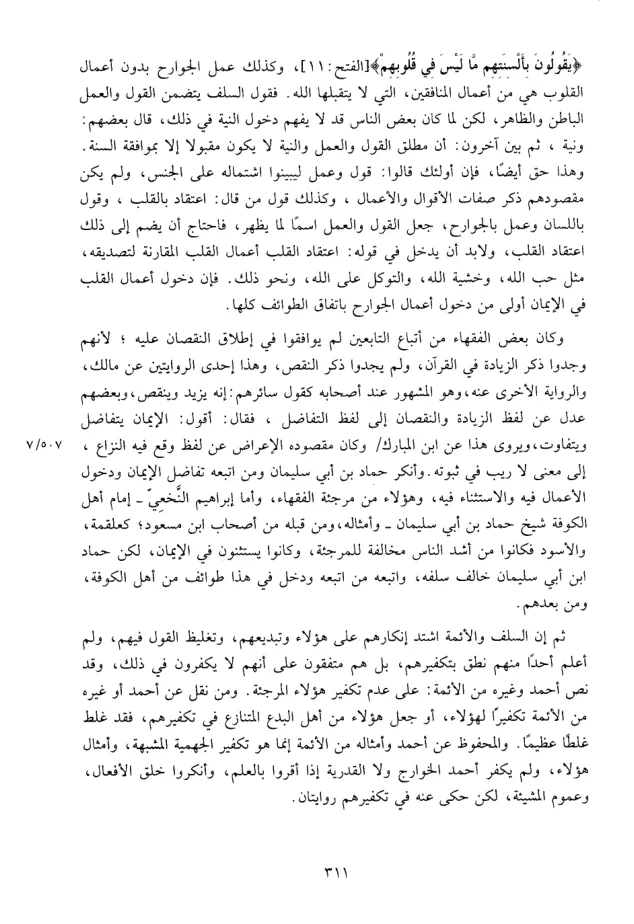 ﴿يَقُولُونَ بِأَلْسِنَتِهِم مَّا لَيْسَ فِي قُلُوبِهِمْ﴾[الفتح:١١]، وكذلك عمل الجوارح بدون أعمال
القلوب هي من أعمال المنافقين، التي لا يتقبلها الله. فقول السلف يتضمن القول والعمل
الباطن والظاهر، لكن لما كان بعض الناس قد لا يفهم دخول النية في ذلك، قال بعضهم:
ونية ، ثم بين آخرون: أن مطلق القول والعمل والنية لا يكون مقبولا إلا بموافقة السنة.
وهذا حق أيضًا، فإن أولئك قالوا: قول وعمل ليبينوا اشتماله على الجنس، ولم يكن
مقصودهم ذكر صفات الأقوال والأعمال ، وكذلك قول من قال: اعتقاد بالقلب ، وقول
باللسان وعمل بالجوارح، جعل القول والعمل اسمًا لما يظهر، فاحتاج أن يضم إلى ذلك
اعتقاد القلب، ولابد أن يدخل في قوله: اعتقاد القلب أعمال القلب المقارنة لتصديقه،
مثل حب الله، وخشية الله، والتوكل على الله، ونحو ذلك. فإن دخول أعمال القلب
في الإيمان أولى من دخول أعمال الجوارح باتفاق الطوائف كلها.
وكان بعض الفقهاء من أتباع التابعين لم يوافقوا في إطلاق النقصان عليه ؛ لأنهم
وجدوا ذكر الزيادة في القرآن، ولم يجدوا ذكر النقص، وهذا إحدى الروايتين عن مالك،
والرواية الأخرى عنه،وهو المشهور عند أصحابه كقول سائرهم:إنه يزيد وينقص،وبعضهم
عدل عن لفظ الزيادة والنقصان إلى لفظ التفاضل ، فقال: أقول: الإيمان يتفاضل
ويتفاوت،ويروى هذا عن ابن المبارك/ وكان مقصوده الإعراض عن لفظ وقع فيه النزاع ،
٧/٥٠٧
إلى معنى لا ريب في ثبوته.وأنكر حماد بن أبي سليمان ومن اتبعه تفاضل الإيمان ودخول
الأعمال فيه والاستثناء فيه، وهؤلاء من مرجئة الفقهاء، وأما إبراهيم النَّخَعِيّ ـ إمام أهل
الكوفة شيخ حماد بن أبي سليمان ـ وأمثاله،ومن قبله من أصحاب ابن مسعود؛ كعلقمة،
والأسود فكانوا من أشد الناس مخالفة للمرجئة، وكانوا يستثنون في الإيمان، لكن حماد
ابن أبي سليمان خالف سلفه، واتبعه من اتبعه ودخل في هذا طوائف من أهل الكوفة،
ومن بعدهم.
ثم إن السلف والأئمة اشتد إنكارهم على هؤلاء وتبديعهم، وتغليظ القول فيهم، ولم
أعلم أحدًا منهم نطق بتكفيرهم، بل هم متفقون على أنهم لا يكفرون في ذلك، وقد
نص أحمد وغيره من الأئمة: على عدم تكفير هؤلاء المرجئة. ومن نقل عن أحمد أو غيره
من الأئمة تكفيرًا لهؤلاء، أو جعل هؤلاء من أهل البدع المتنازع في تكفيرهم، فقد غلط
غلطًا عظيمًا. والمحفوظ عن أحمد وأمثاله من الأئمة إنما هو تكفير الجهمية المشبهة، وأمثال
هؤلاء، ولم يكفر أحمد الخوارج ولا القدرية إذا أقروا بالعلم، وأنكروا خلق الأفعال،
وعموم المشيئة، لكن حكى عنه في تكفيرهم روايتان.
٣١١